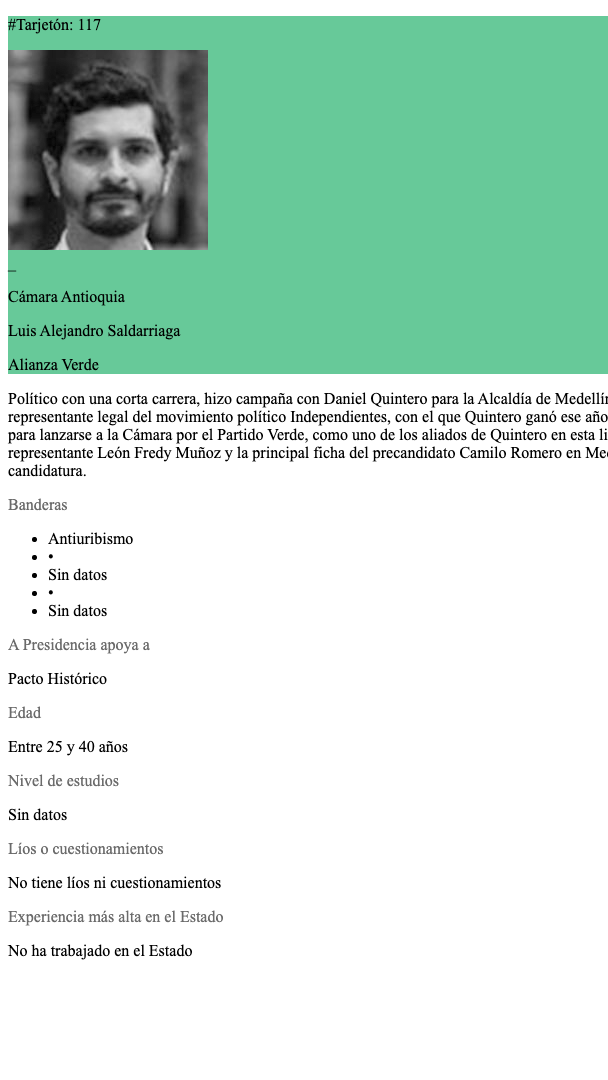 #Tarjetón: 117
_
Cámara Antioquia
Luis Alejandro Saldarriaga
Alianza Verde
Político con una corta carrera, hizo campaña con Daniel Quintero para la Alcaldía de Medellín
representante legal del movimiento político Independientes, con el que Quintero ganó ese año
para lanzarse a la Cámara por el Partido Verde, como uno de los aliados de Quintero en esta li
representante León Fredy Muñoz y la principal ficha del precandidato Camilo Romero en Me
candidatura.
Banderas
• Antiuribismo
• •
• Sin datos
• •
• Sin datos
A Presidencia apoya a
Pacto Histórico
Edad
Entre 25 y 40 años
Nivel de estudios
Sin datos
Líos o cuestionamientos
No tiene líos ni cuestionamientos
Experiencia más alta en el Estado
No ha trabajado en el Estado